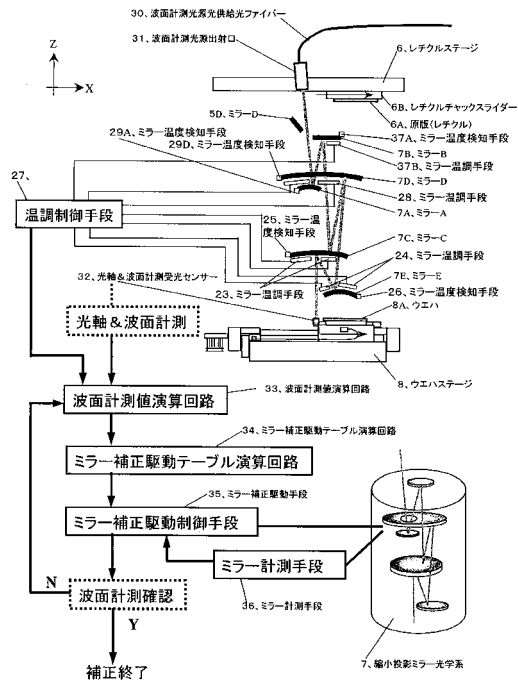 30、波面計測光源光供給光ファイバー
31、波面計測光源出射口
Z
X
6、レチクルステージ
6B、レチクルチャックスライダー
6A、原版(レチクル)
5D、ミラーD
37A、ミラー温度検知手段
7B、ミラーB
37B、ミラー温調手段
29A、ミラー温度検知手段
29D、ミラー温度検知手段
7D、ミラーD
28、ミラー温調手段
7A、ミラーA
27、
温調制御手段
25、ミラー温度検知手段
7C、ミラーC
24、ミラー温調手段
7E、ミラーE
23、ミラー温調手段
26、ミラー温度検知手段
32、光軸&波面計測受光センサー
8A、ウエハ
光軸&波面計測
8、ウエハステージ
33、波面計測値演算回路
波面計測値演算回路
34、ミラー補正駆動テーブル演算回路
ミラー補正駆動テーブル演算回路
35、ミラー補正駆動手段
ミラー補正駆動制御手段
ミラー計測手段
36、ミラー計測手段
N
波面計測確認
Y
補正終了
7、縮小投影ミラー光学系